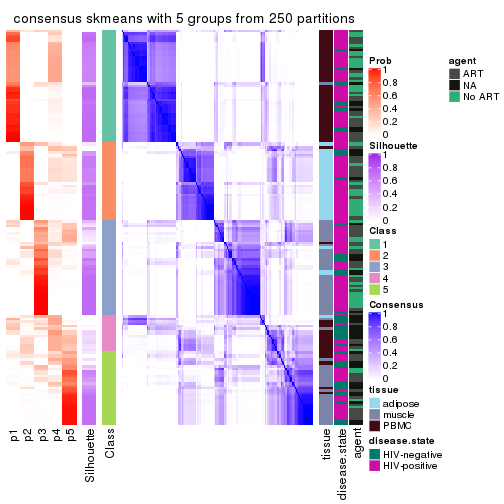 consensus skmeans with 5 groups from 250 partitions
Prob
1
0.8
0.6
0.4
0.2
0
agent
ART
NA
No ART
Silhouette
1
0.8
0.6
0.4
0.2
0
Class
1
2
3
4
5
Consensus
1
0.8
0.6
0.4
0.2
0
tissue
adipose
muscle
PBMC
disease.state
HIV-negative
HIV-positive
p1
p2
p3
p4
p5
Silhouette
Class
tissue
disease.state
agent